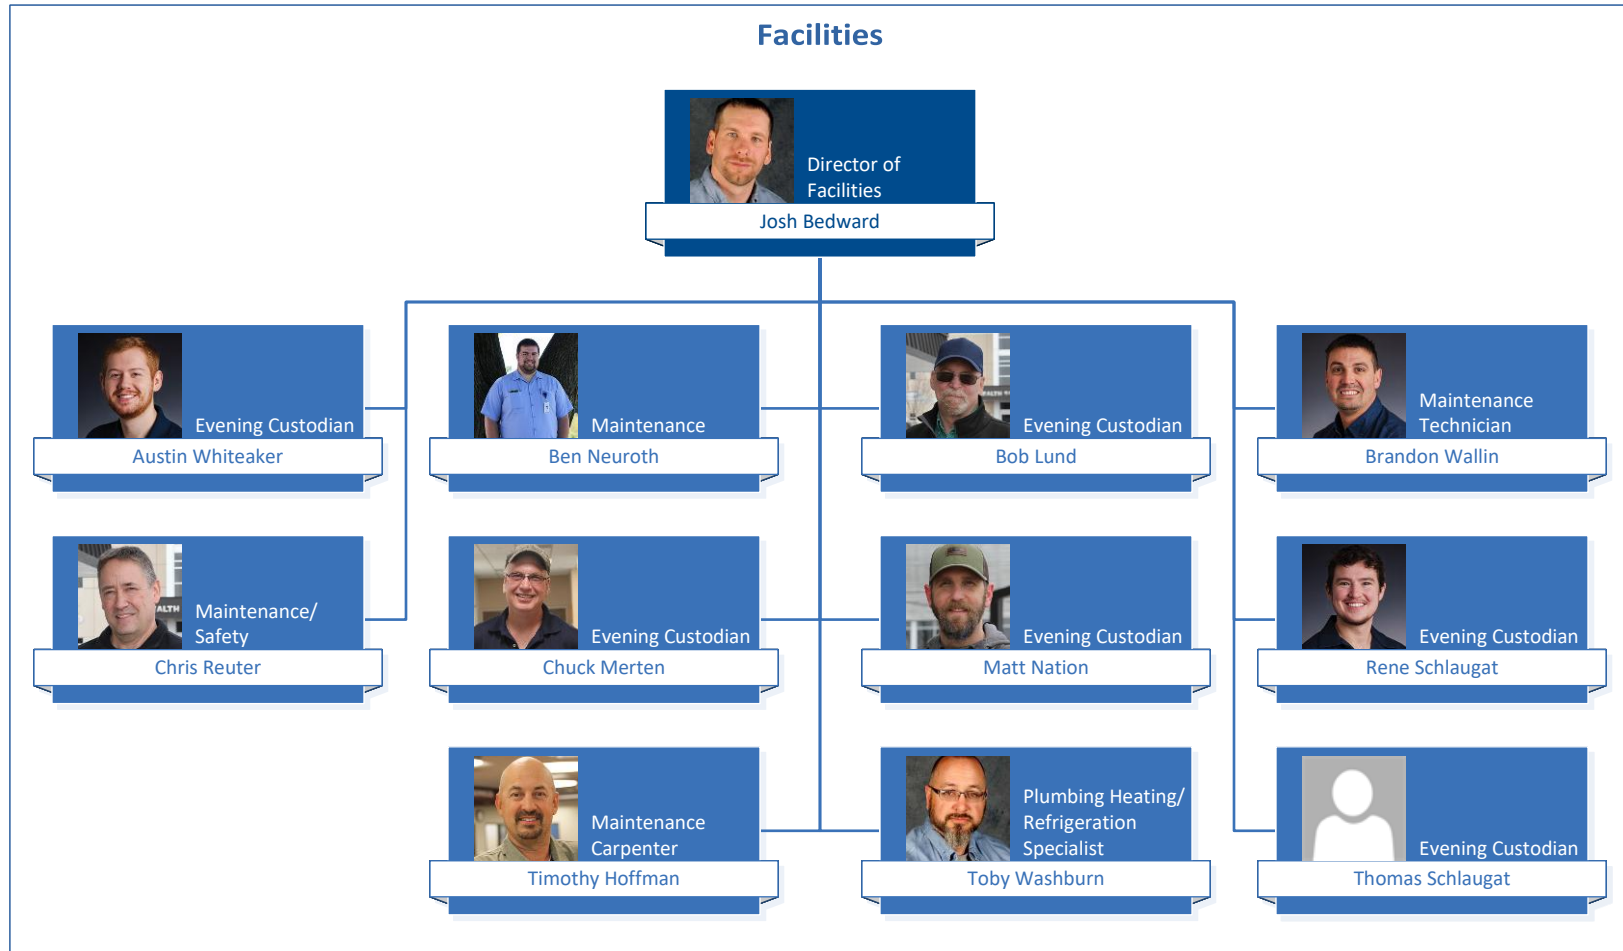 Facilities
Director of
Facilities
Josh Bedward
Evening Custodian
Austin Whiteaker
Maintenance
Ben Neuroth
Evening Custodian
Bob Lund
Maintenance
Technician
Brandon Wallin
Maintenance/
Safety
Chris Reuter
Evening Custodian
Chuck Merten
Evening Custodian
Matt Nation
Evening Custodian
Rene Schlaugat
Maintenance
Carpenter
Timothy Hoffman
Plumbing Heating/
Refrigeration
Specialist
Toby Washburn
Evening Custodian
Thomas Schlaugat